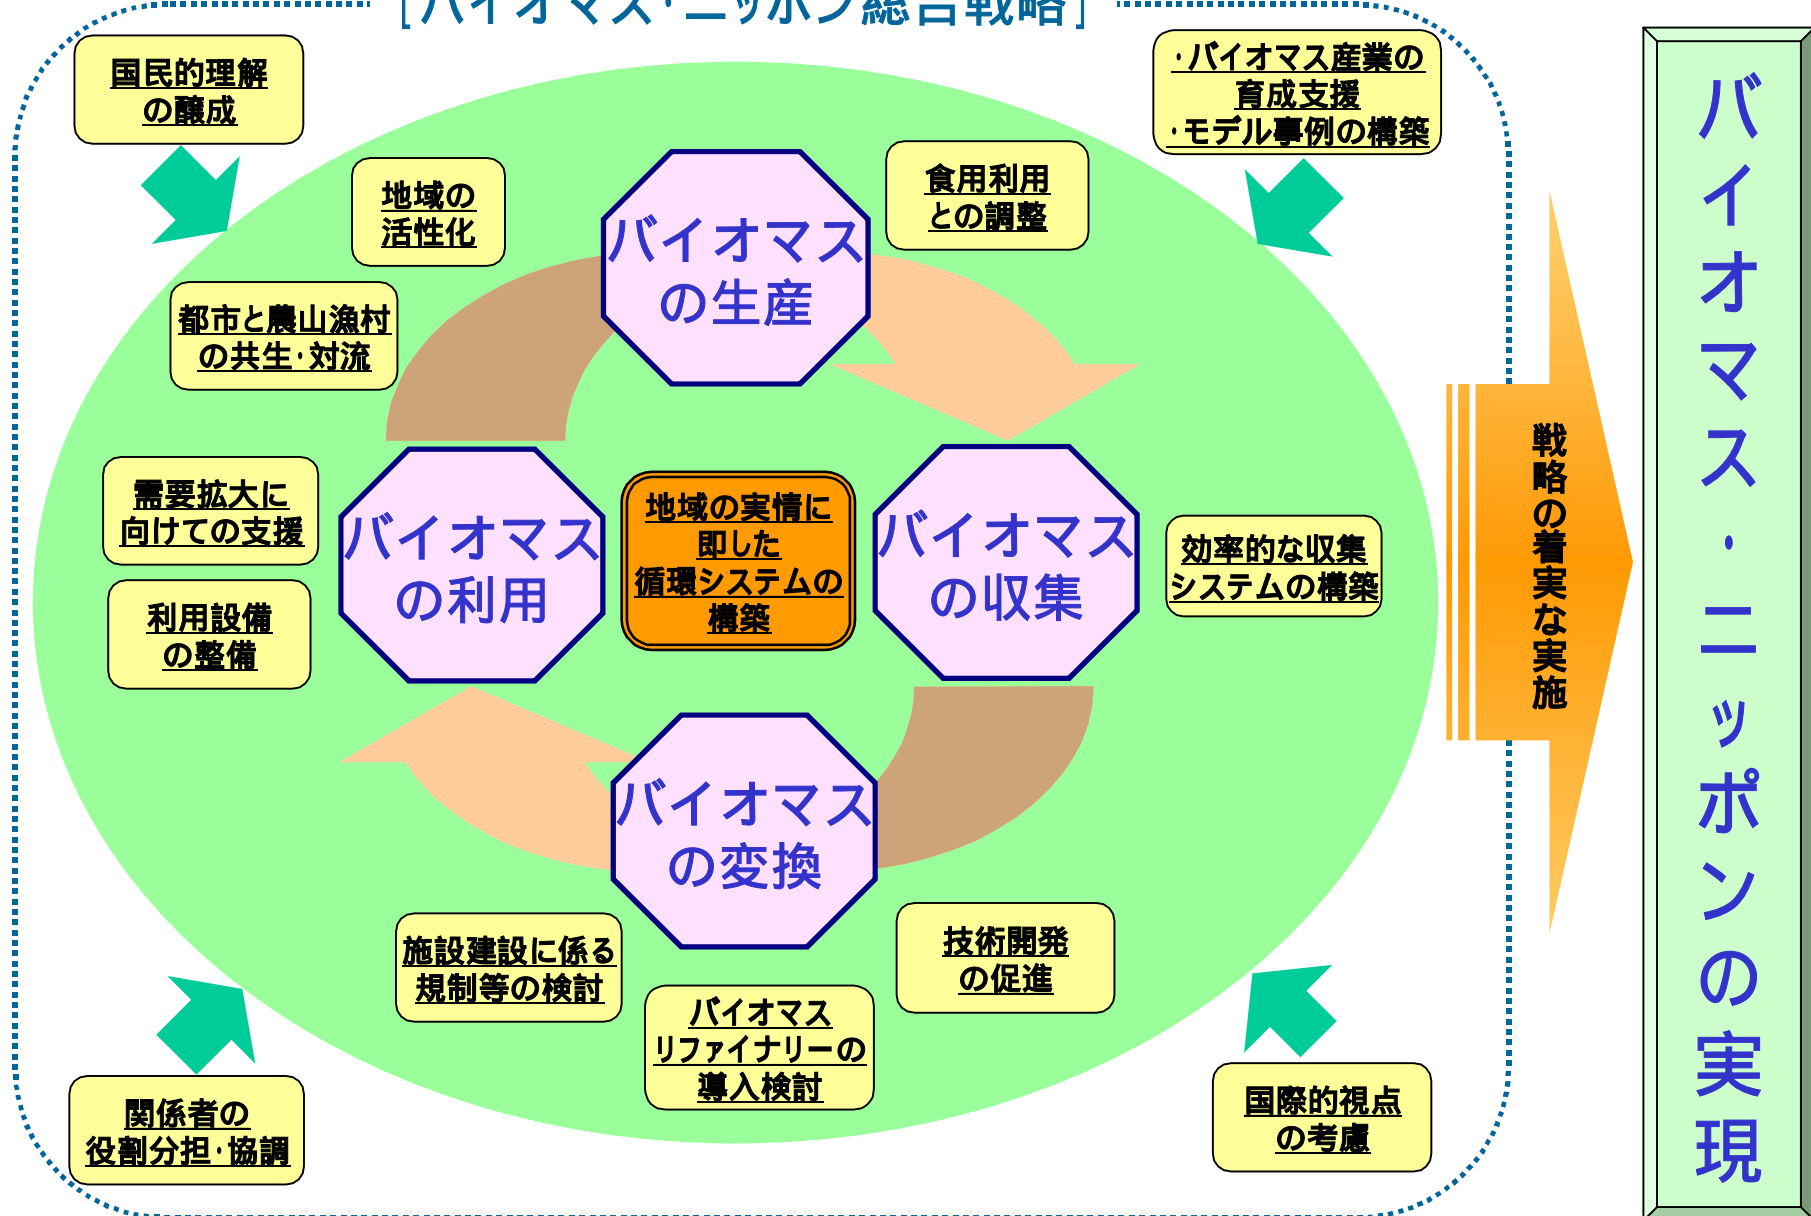 [バイオマス・ニッポン総合戦略]
国民的理解
の醸成
・バイオマス産業の
育成支援
・モデル事例の構築
地域の
活性化
バイオマス
の生産
食用利用
との調整
都市と農山漁村
の共生・対流
需要拡大に
向けての支援
利用設備
の整備
バイオマス
の利用
地域の実情に
即した
循環システムの
構築
バイオマス
の収集
効率的な収集
システムの構築
バイオマス
の変換
施設建設に係る
規制等の検討
バイオマス
リファイナリーの
導入検討
技術開発
の促進
関係者の
役割分担・協調
国際的視点
の考慮
戦略の着実な実施
バイオマス・ニッポンの実現